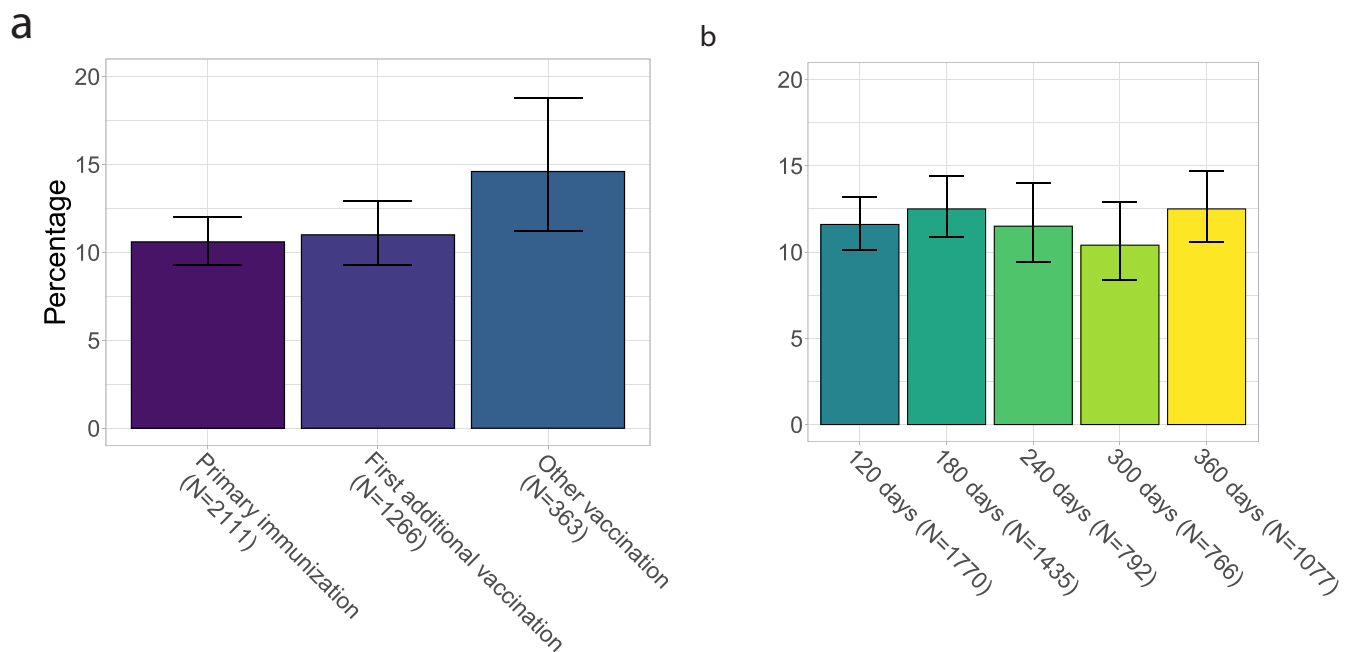 a
Percentage
20
15
10
5
0
Primary immunization
(N=2111)
First additional vaccination
(N=1266)
Other vaccination
(N=363)
b
20
15
10
5
0
120 days (N=1770)
180 days (N=1435)
240 days (N=792)
300 days (N=766)
360 days (N=1077)